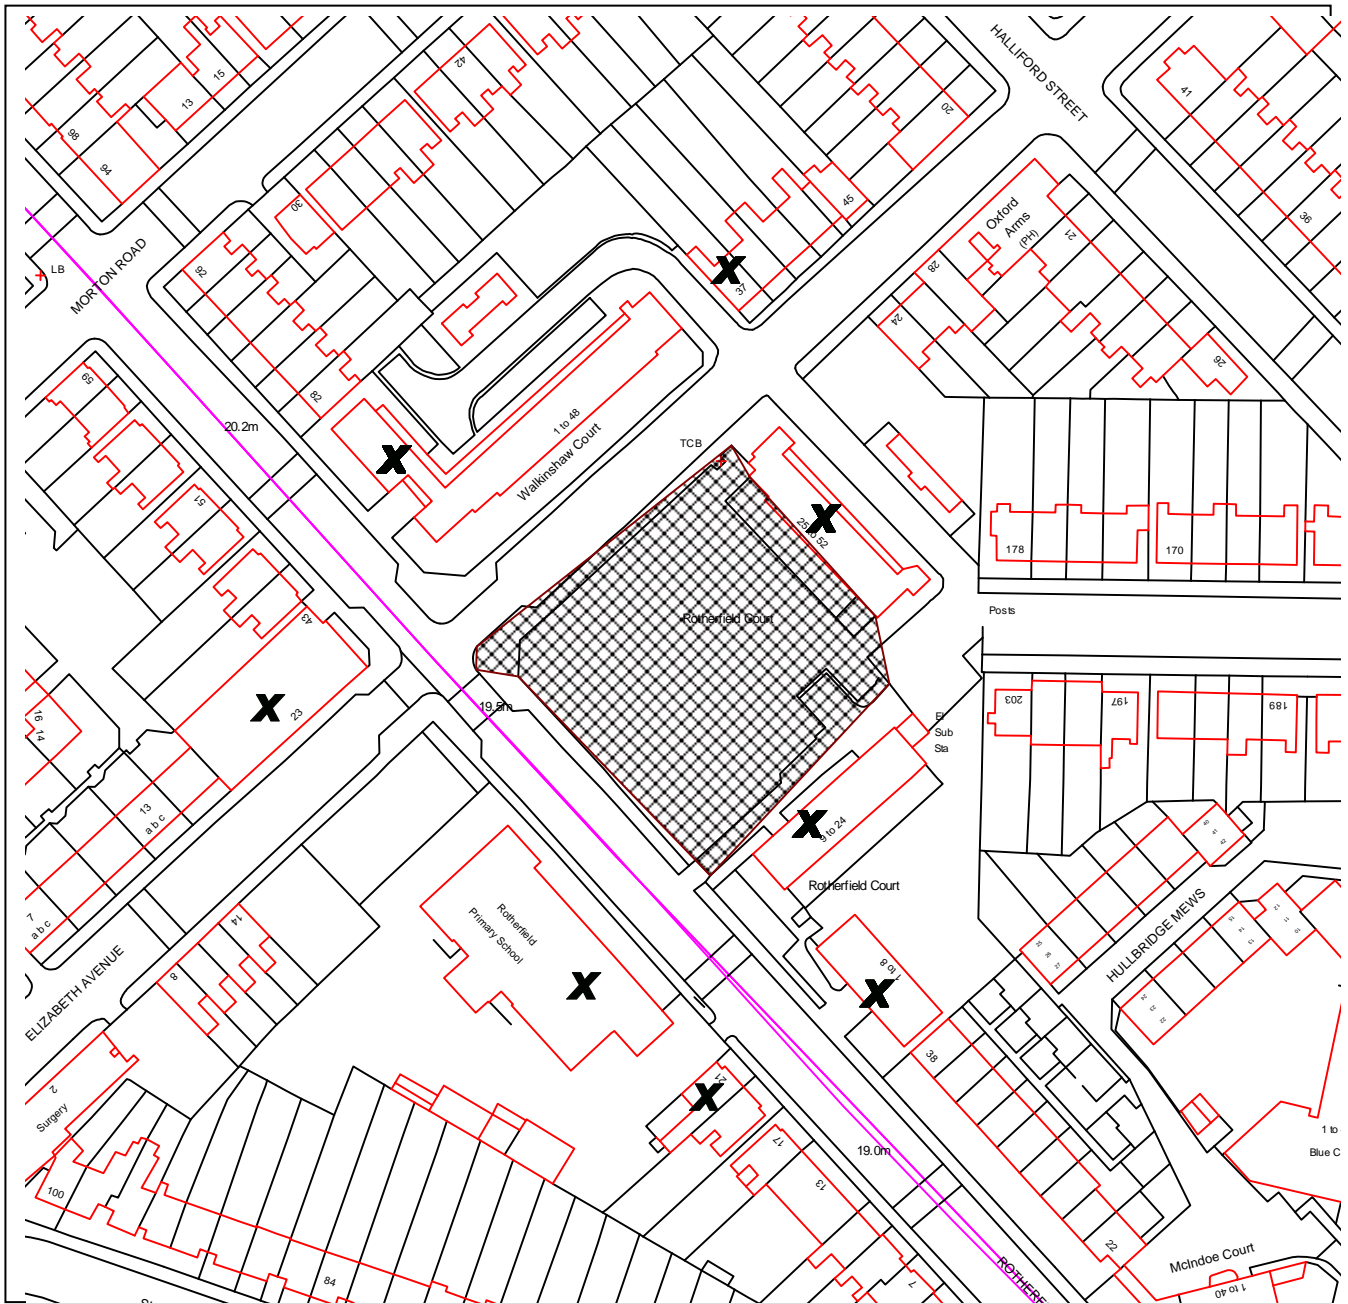 HALLIFORD STREET
42
15
13
98
94
20
41
36
45
30
Oxford
Arms
(PH)
21
28
24
26
92
LB
MORTON ROAD
X
37
59
82
20.2m
1 to 48
Walkinshaw Court
TCB
X
51
X
25 to 52
178
170
Posts
43
Rotherfield Court
X
23
16
14
19.5m
El
Sub
Sta
203
197
189
13
a b c
X
9 to 24
Rotherfield Court
7
a b c
14
8
Rotherfield
Primary School
X
1 to 8
X
HULLBRIDGE MEWS
ELIZABETH AVENUE
38
2
Surgery
21
X
17
13
19.0m
1 to
Blue C
100
84
7
22
McIndoe Court
1 to 40
ROTHERF